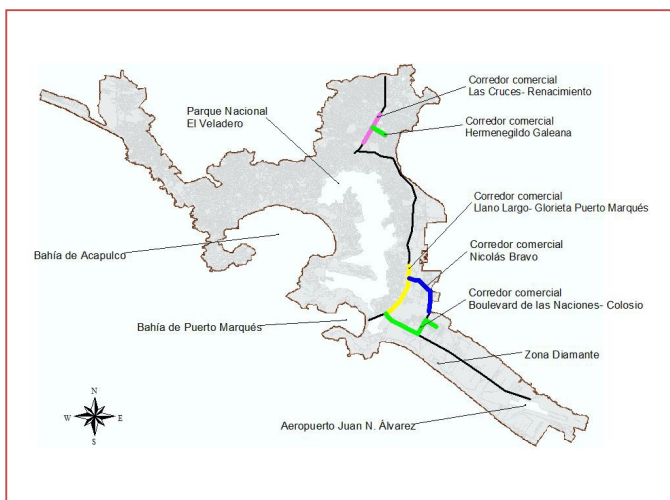 Corredor comercial
Las Cruces- Renacimiento
Parque Nacional
El Veladero
Corredor comercial
Hermenegildo Galeana
Corredor comercial
Llano Largo- Glorieta Puerto Marqués
Corredor comercial
Nicolás Bravo
Bahía de Acapulco
Corredor comercial
Boulevard de las Naciones- Colosio
Bahía de Puerto Marqués
Zona Diamante
N
W
E
S
Aeropuerto Juan N. Álvarez